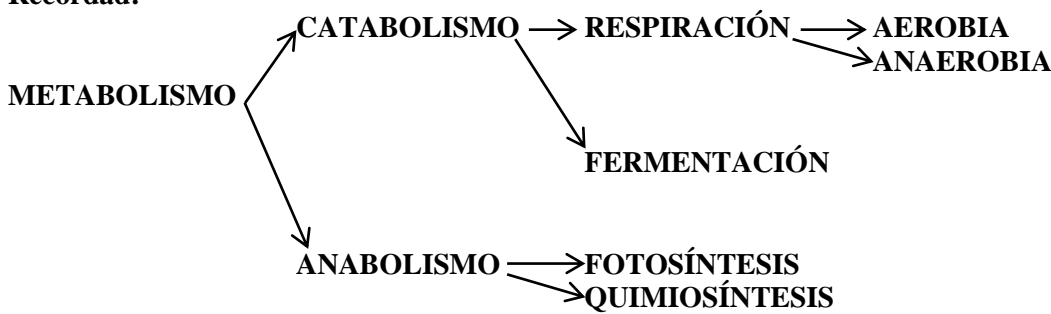 Recordad:
CATABOLISMO RESPIRACIÓN AEROBIA
ANAEROBIA
METABOLISMO
FERMENTACIÓN
ANABOLISMO FOTOSÍNTESIS
QUIMIOSÍNTESIS